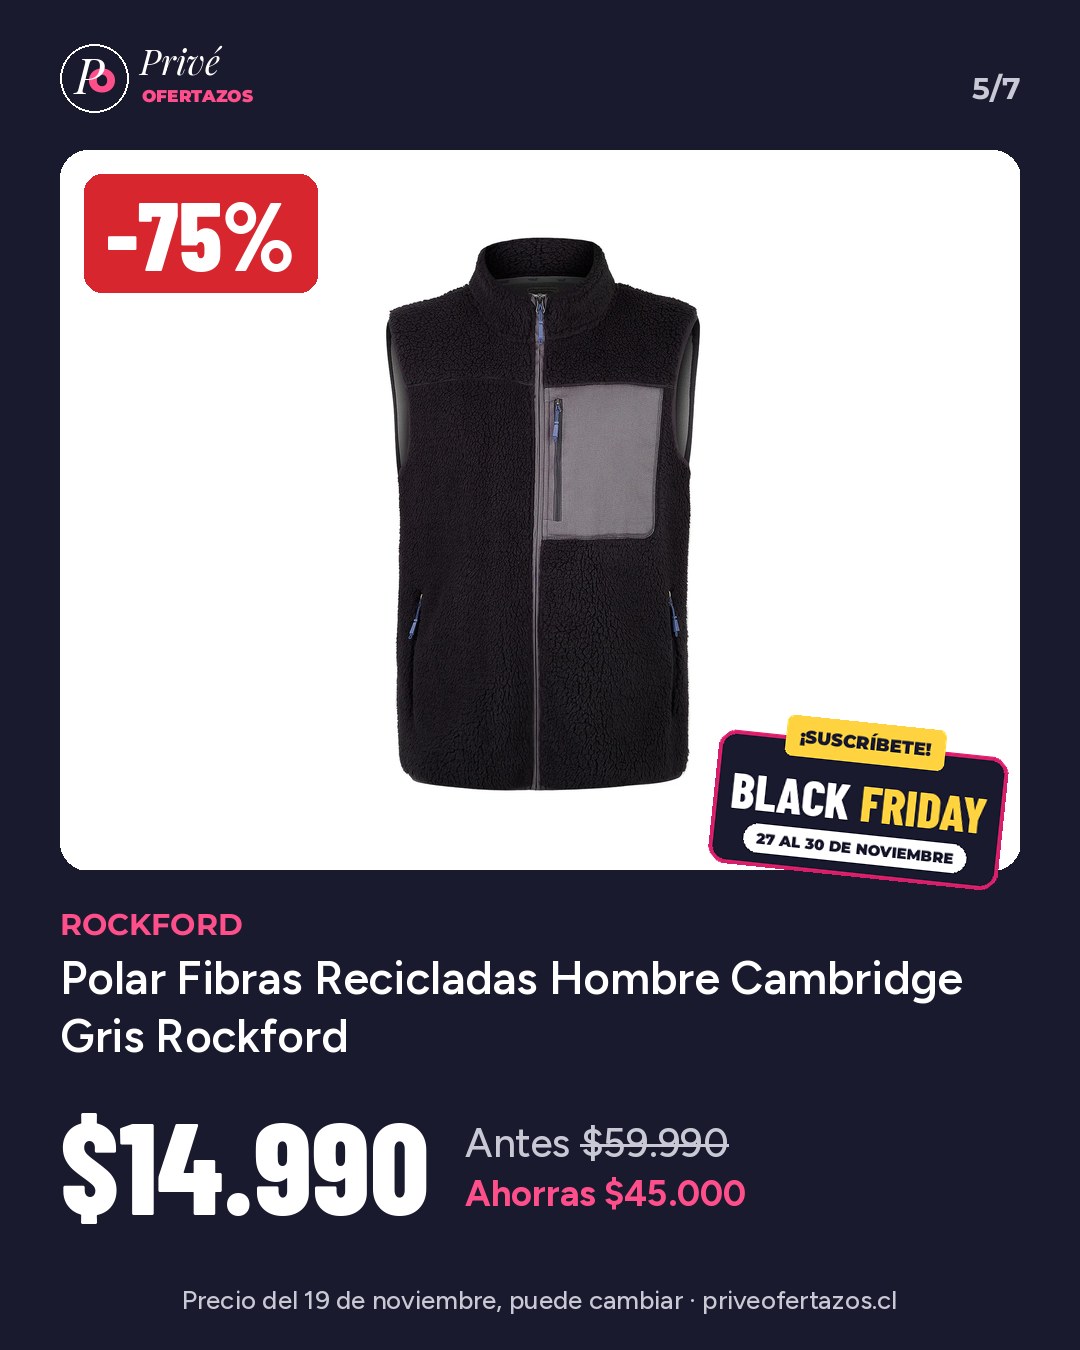 Po
Privé
OFERTAZOS
5/7
-75%
¡SUSCRÍBETE!
BLACK FRIDAY
27 AL 30 DE NOVIEMBRE
ROCKFORD
Polar Fibras Recicladas Hombre Cambridge
Gris Rockford
$14.990
Antes $59.990
Ahorras $45.000
Precio del 19 de noviembre, puede cambiar · priveofertazos.cl